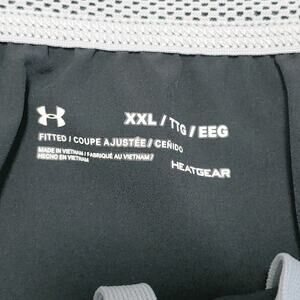 XXL / TTG / EEG
FITTED / COUPE AJUSTÉE / CEÑIDO
MADE IN VIETNAM / FABRIQUÉ AU VIETNAM /
HECHO EN VIETNAM
HEATGEAR